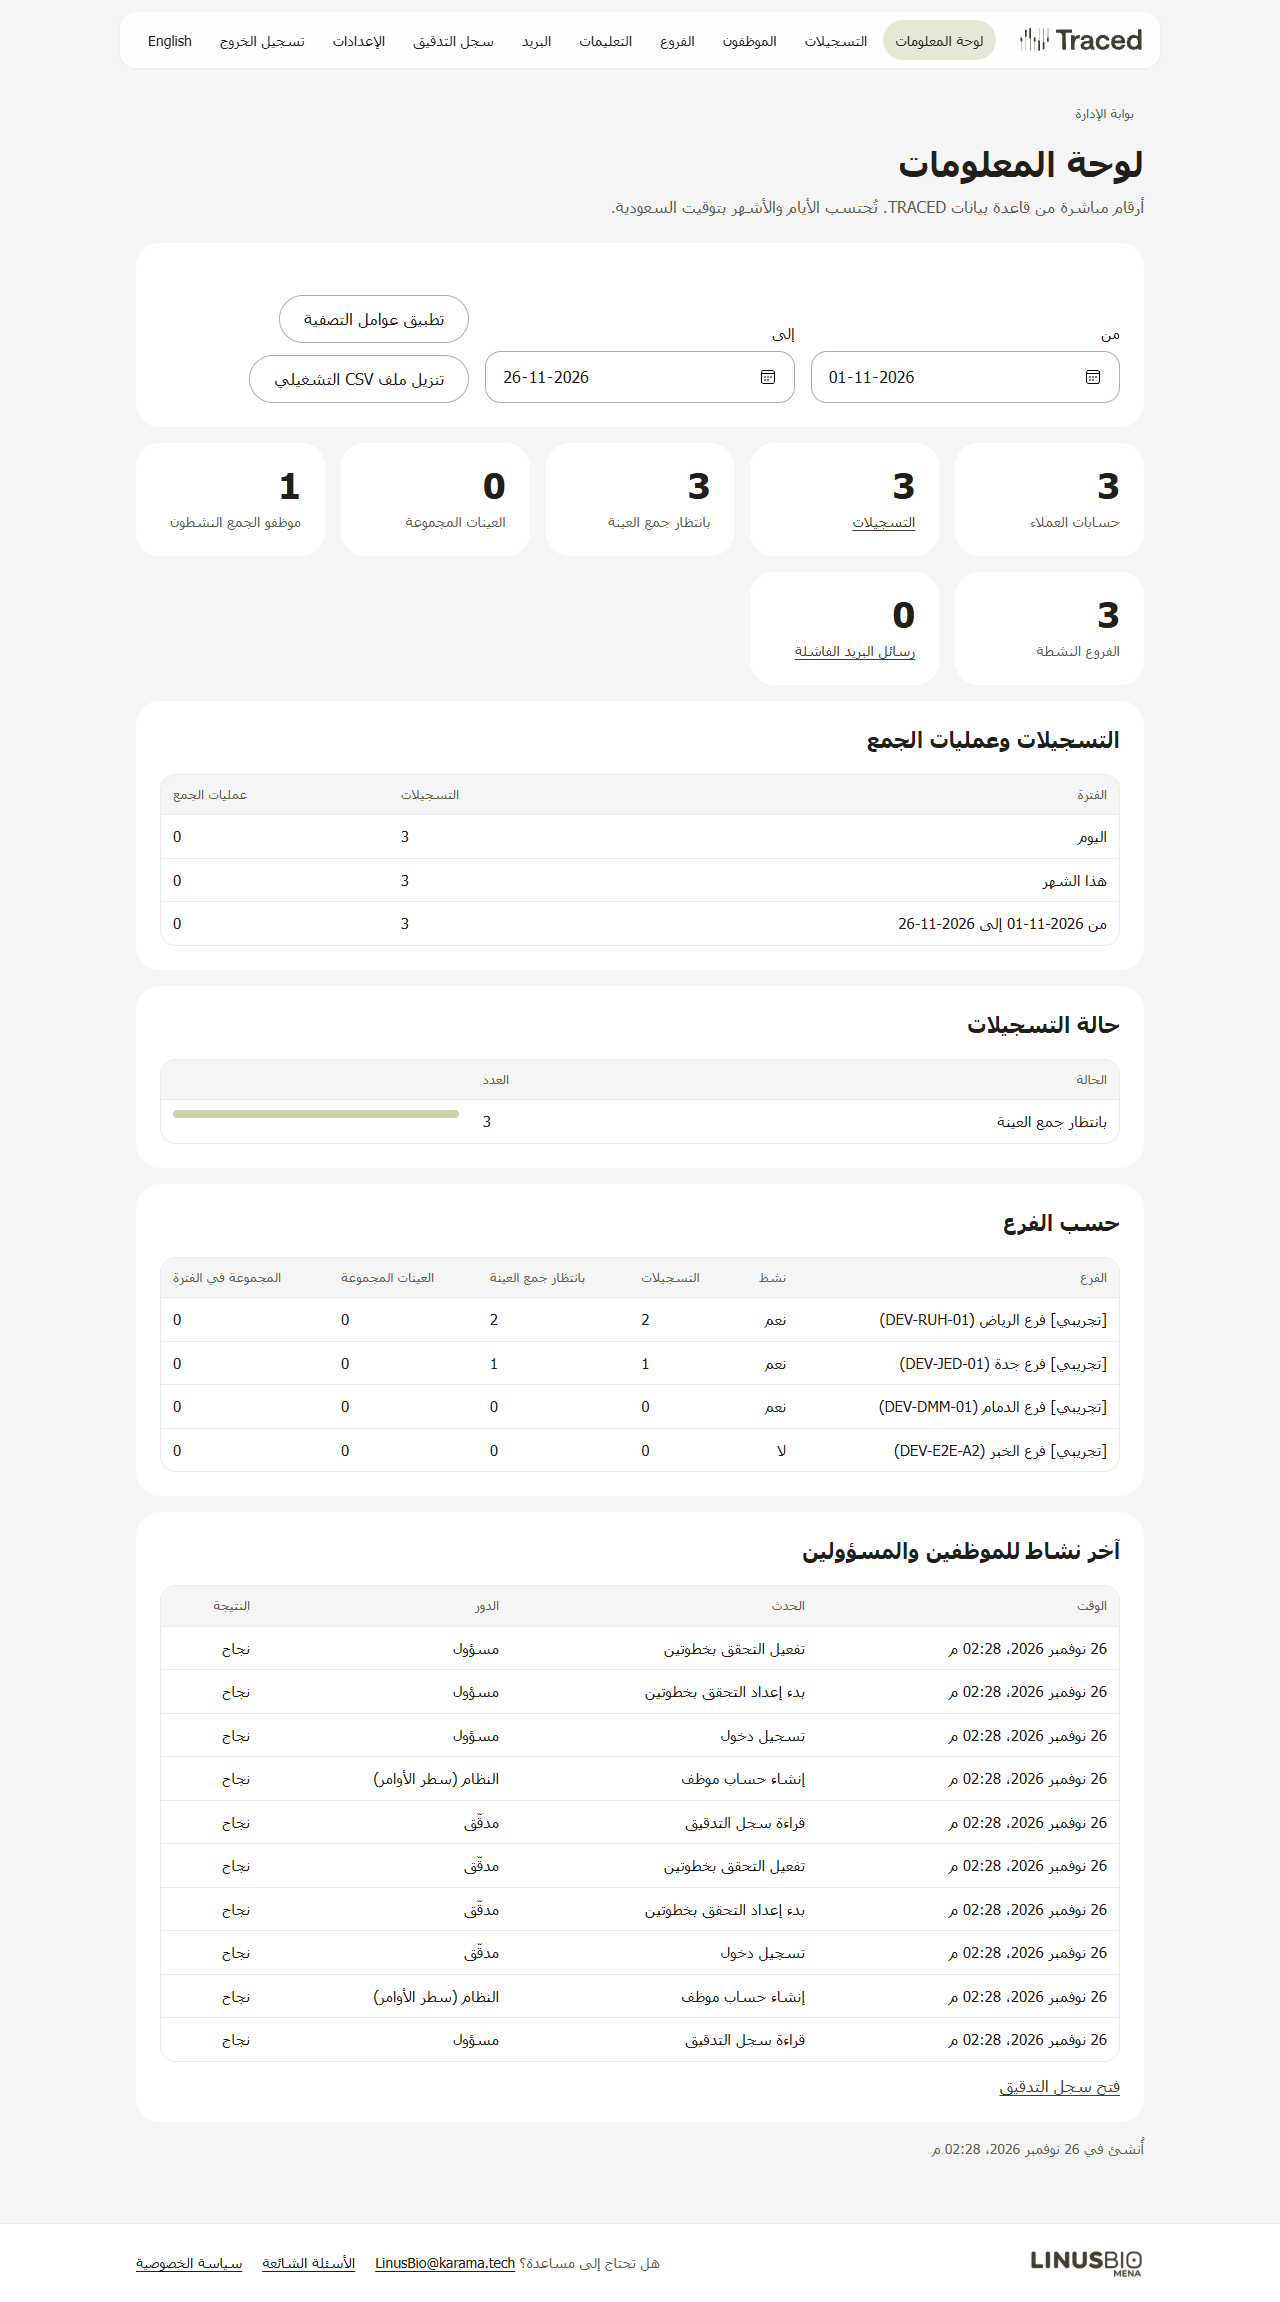 Traced
لوحة المعلومات
التسجيلات
الموظفون
الفروع
التعليمات
البريد
سجل التدقيق
الإعدادات
تسجيل الخروج
English
بوابة الإدارة
لوحة المعلومات
أرقام مباشرة من قاعدة بيانات TRACED. تُحتسب الأيام والأشهر بتوقيت السعودية.
من
01-11-2026
إلى
26-11-2026
تطبيق عوامل التصفية
تنزيل ملف CSV التشغيلي
3
حسابات العملاء
3
التسجيلات
3
بانتظار جمع العينة
0
العينات المجموعة
1
موظفو الجمع النشطون
3
الفروع النشطة
0
رسائل البريد الفاشلة
التسجيلات وعمليات الجمع
الفترة التسجيلات عمليات الجمع
اليوم 3 0
هذا الشهر 3 0
من 2026-11-01 إلى 2026-11-26 3 0
حالة التسجيلات
الحالة العدد
بانتظار جمع العينة 3
حسب الفرع
الفرع نشط التسجيلات بانتظار جمع العينة العينات المجموعة المجموعة في الفترة
[تجريبي] فرع الرياض (DEV-RUH-01) نعم 2 2 0 0
[تجريبي] فرع جدة (DEV-JED-01) نعم 1 1 0 0
[تجريبي] فرع الدمام (DEV-DMM-01) نعم 0 0 0 0
[تجريبي] فرع الخبر (DEV-E2E-A2) لا 0 0 0 0
آخر نشاط للموظفين والمسؤولين
الوقت الحدث الدور النتيجة
26 نوفمبر 2026، 02:28 م تفعيل التحقق بخطوتين مسؤول نجاح
26 نوفمبر 2026، 02:28 م بدء إعداد التحقق بخطوتين مسؤول نجاح
26 نوفمبر 2026، 02:28 م تسجيل دخول مسؤول نجاح
26 نوفمبر 2026، 02:28 م إنشاء حساب موظف النظام (سطر الأوامر) نجاح
26 نوفمبر 2026، 02:28 م قراءة سجل التدقيق مدقّق نجاح
26 نوفمبر 2026، 02:28 م تفعيل التحقق بخطوتين مدقّق نجاح
26 نوفمبر 2026، 02:28 م بدء إعداد التحقق بخطوتين مدقّق نجاح
26 نوفمبر 2026، 02:28 م تسجيل دخول مدقّق نجاح
26 نوفمبر 2026، 02:28 م إنشاء حساب موظف النظام (سطر الأوامر) نجاح
26 نوفمبر 2026، 02:28 م قراءة سجل التدقيق مسؤول نجاح
فتح سجل التدقيق
أُنشئ في 26 نوفمبر 2026، 02:28 م
LINUSBIO
MENA
هل تحتاج إلى مساعدة؟ LinusBio@karama.tech
الأسئلة الشائعة
سياسة الخصوصية